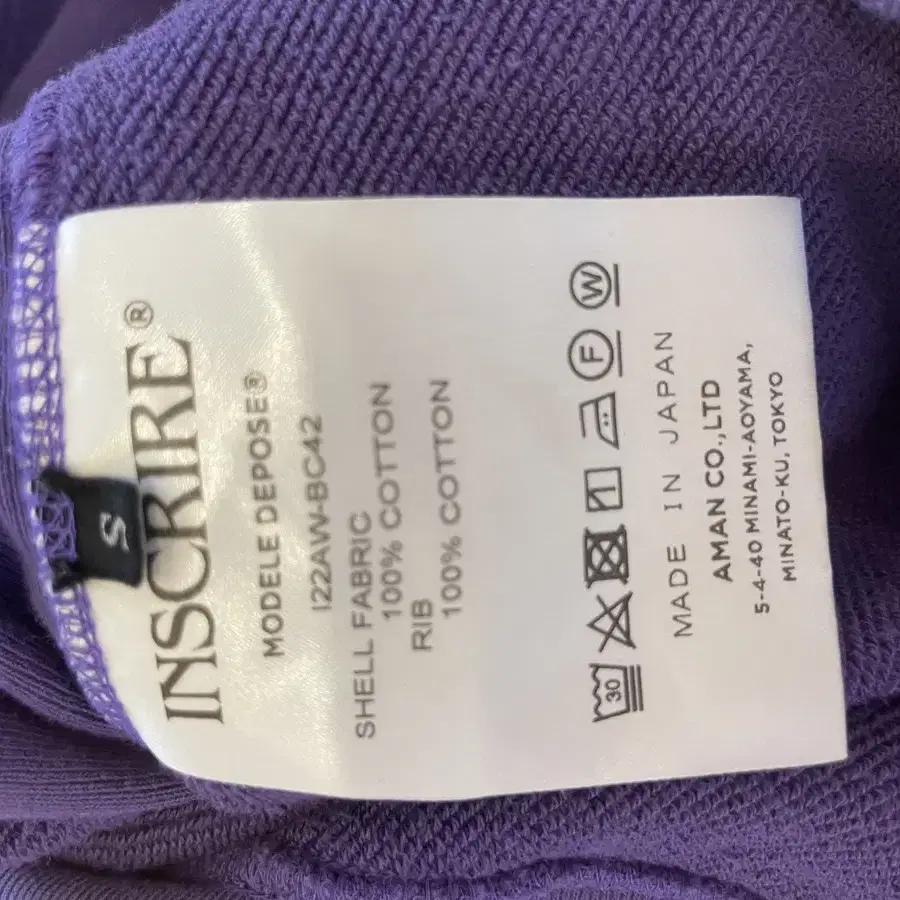 S
INSCRIRE®
MODELE DEPOSE®
I22AW-BC42
SHELL FABRIC
100% COTTON
RIB
100% COTTON
30 F W
MADE IN JAPAN
AMAN CO.,LTD
5-4-40 MINAMI-AOYAMA,
MINATO-KU, TOKYO